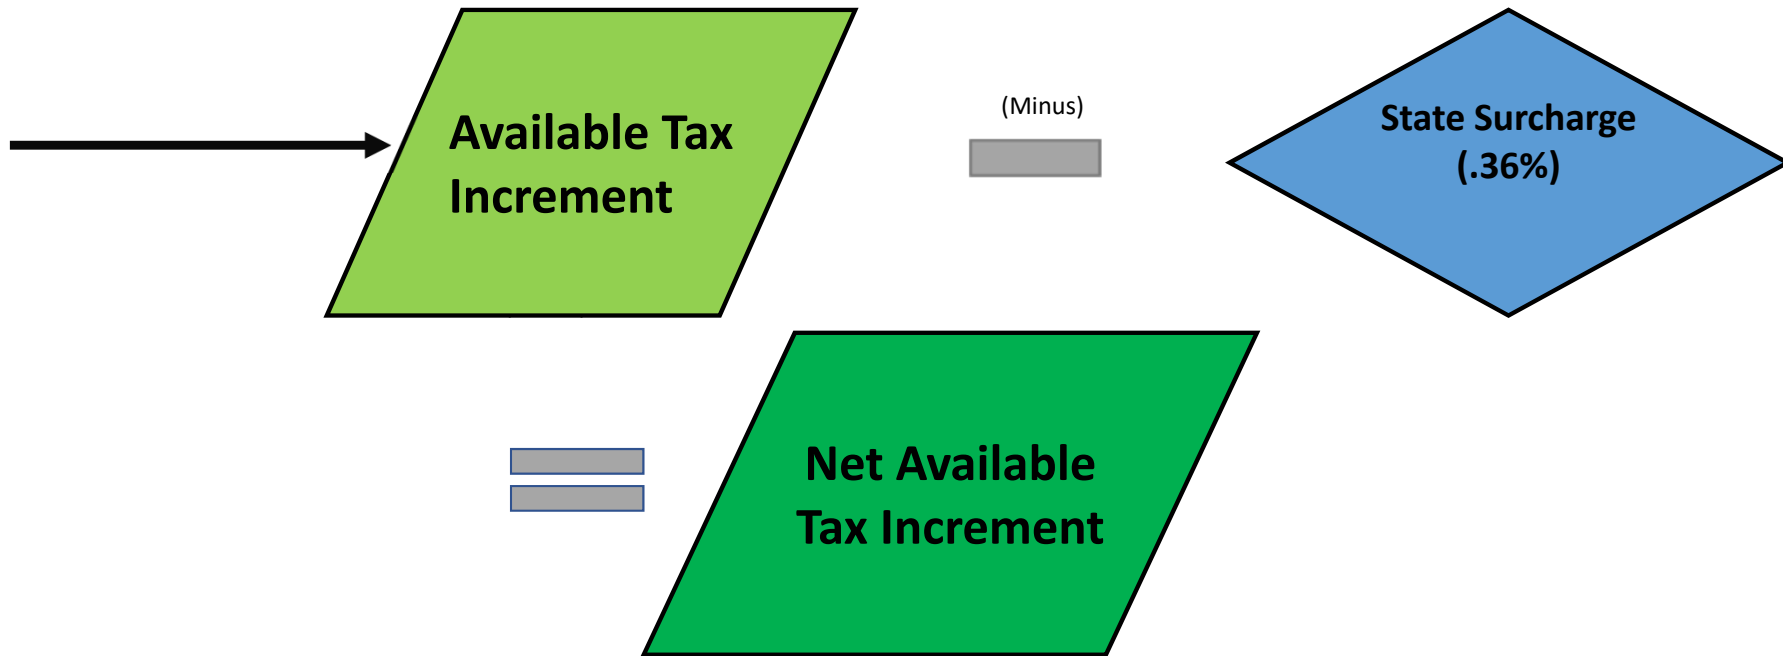 Available Tax
Increment
(Minus)
State Surcharge
(.36%)
Net Available
Tax Increment